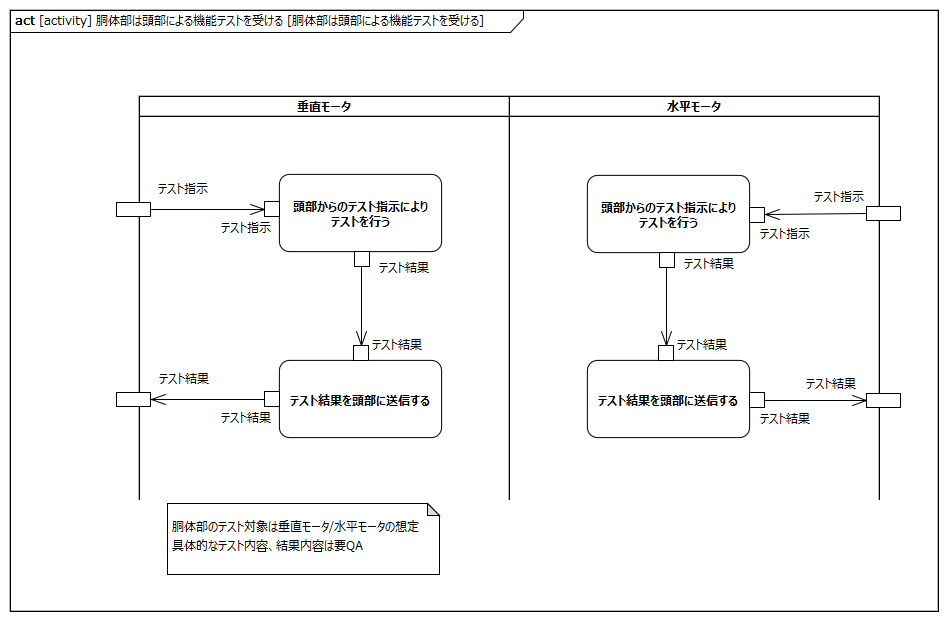 act [activity] 胴体部は頭部による機能テストを受ける [胴体部は頭部による機能テストを受ける]
垂直モータ
水平モータ
テスト指示
テスト指示
頭部からのテスト指示により
テストを行う
テスト結果
テスト結果
テスト結果
テスト結果
テスト結果を頭部に送信する
テスト指示
テスト指示
頭部からのテスト指示により
テストを行う
テスト結果
テスト結果
テスト結果
テスト結果
テスト結果を頭部に送信する
胴体部のテスト対象は垂直モータ/水平モータの想定
具体的なテスト内容、結果内容は要QA